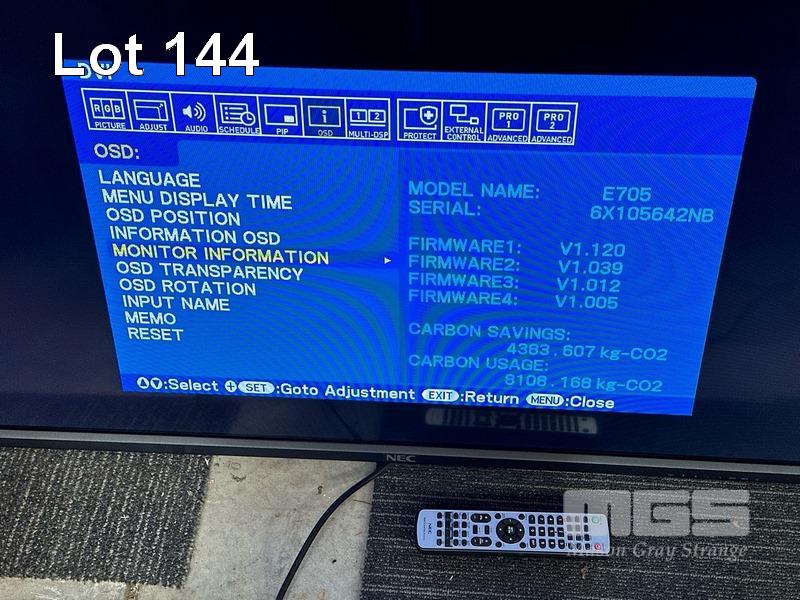 Lot 144
DVI
RGB
PICTURE
ADJUST
AUDIO
SCHEDULE
PIP
i
OSD
1 2
MULTI-DSP
PROTECT
EXTERNAL
CONTROL
PRO
1
ADVANCED
PRO
2
ADVANCED
OSD:
LANGUAGE
MENU DISPLAY TIME
OSD POSITION
INFORMATION OSD
MONITOR INFORMATION
OSD TRANSPARENCY
OSD ROTATION
INPUT NAME
MEMO
RESET
MODEL NAME: E705
SERIAL: 6X105642NB
FIRMWARE1: V1.120
FIRMWARE2: V1.039
FIRMWARE3: V1.012
FIRMWARE4: V1.005
CARBON SAVINGS:
4383.607 kg-CO2
CARBON USAGE:
8108.166 kg-CO2
:Select SET :Goto Adjustment EXIT :Return MENU :Close
NEC
NEC
MGS
Gray Strange